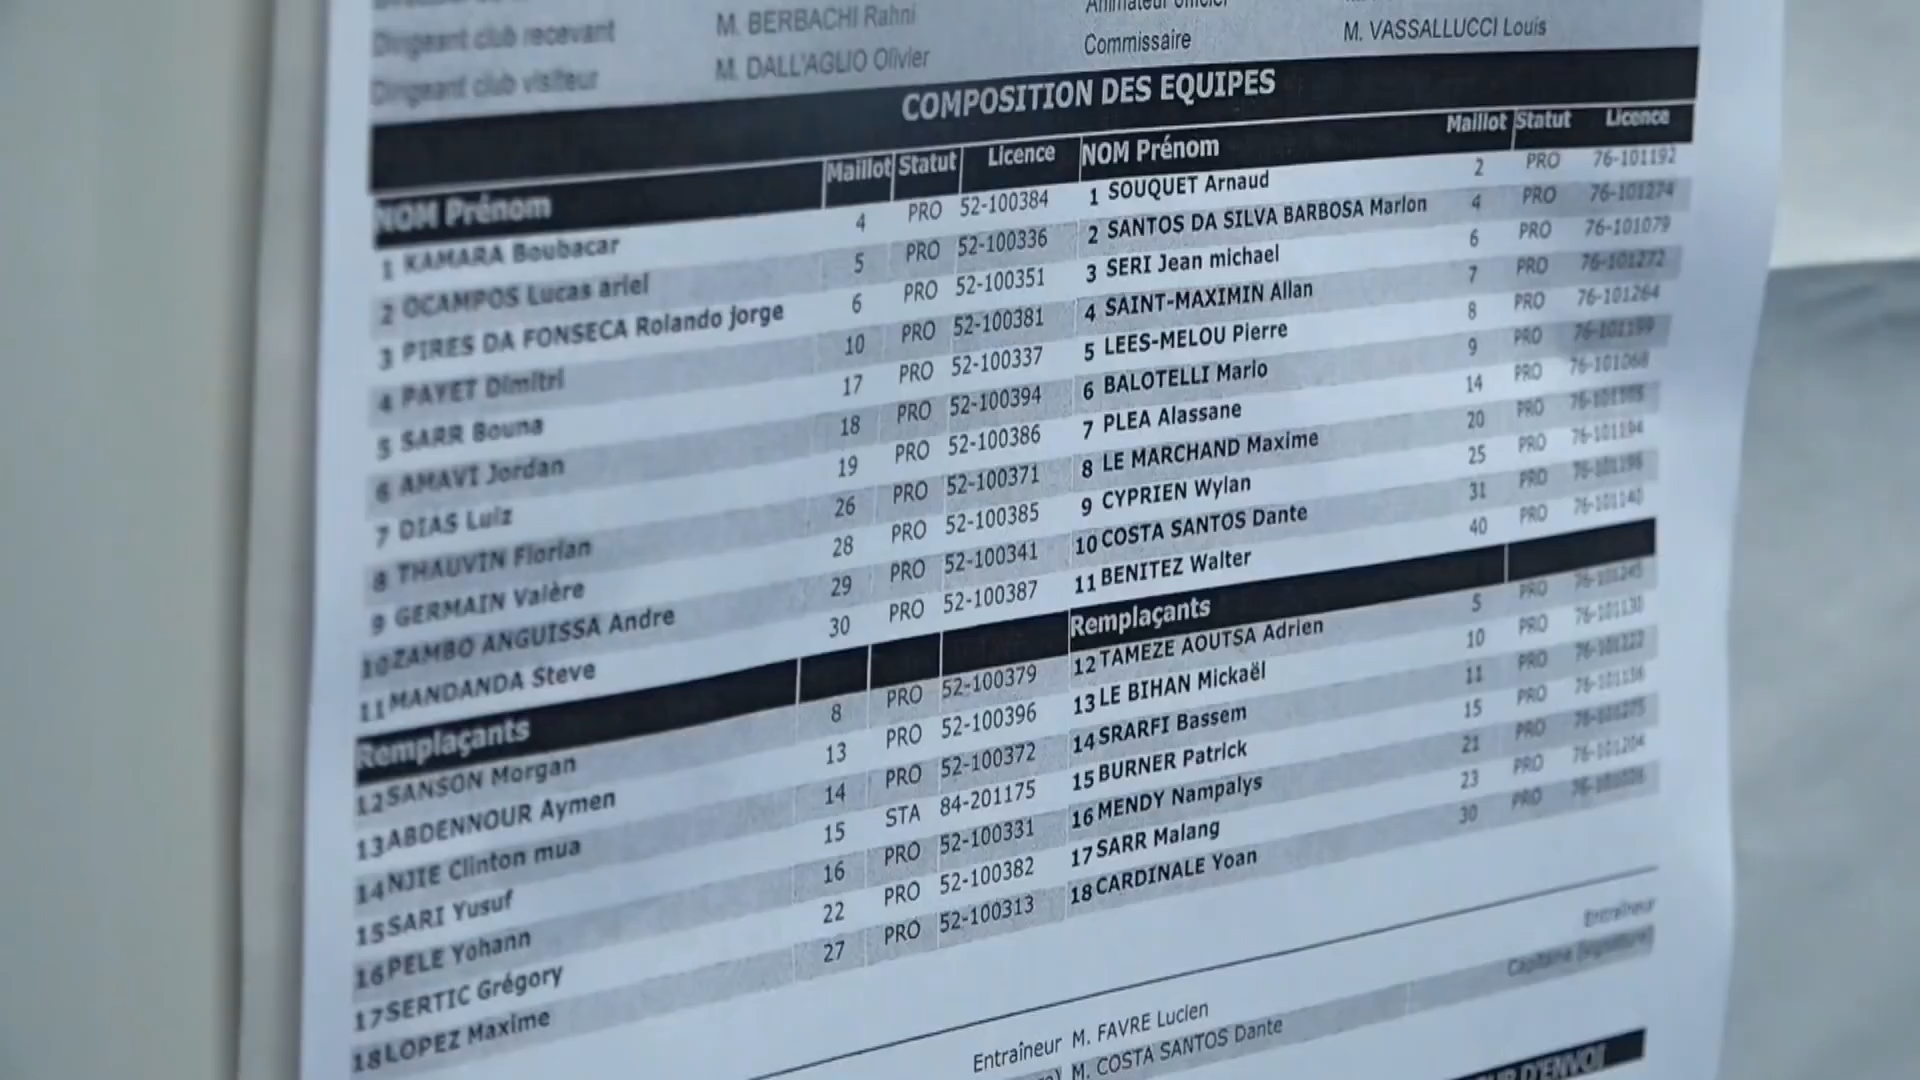 Dirigeant club recevant M. BERBACHI Rahni
Commissaire M. VASSALLUCCI Louis
Dirigeant club visiteur M. DALL'AGLIO Olivier
COMPOSITION DES EQUIPES
NOM Prénom Maillot Statut Licence
1 KAMARA Boubacar 4 PRO 52-100384
2 OCAMPOS Lucas ariel 5 PRO 52-100336
3 PIRES DA FONSECA Rolando jorge 6 PRO 52-100351
4 PAYET Dimitri 10 PRO 52-100381
5 SARR Bouna 17 PRO 52-100337
6 AMAVI Jordan 18 PRO 52-100394
7 DIAS Luiz 19 PRO 52-100386
8 THAUVIN Florian 26 PRO 52-100371
9 GERMAIN Valère 28 PRO 52-100385
10 ZAMBO ANGUISSA Andre 29 PRO 52-100341
11 MANDANDA Steve 30 PRO 52-100387
Remplaçants
12 SANSON Morgan 8 PRO 52-100379
13 ABDENNOUR Aymen 13 PRO 52-100396
14 NJIE Clinton mua 14 PRO 52-100372
15 SARI Yusuf 15 STA 84-201175
16 PELE Yohann 16 PRO 52-100331
17 SERTIC Grégory 22 PRO 52-100382
18 LOPEZ Maxime 27 PRO 52-100313
NOM Prénom Maillot Statut Licence
1 SOUQUET Arnaud 2 PRO 76-101192
2 SANTOS DA SILVA BARBOSA Marlon 4 PRO 76-101274
3 SERI Jean michael 6 PRO 76-101079
4 SAINT-MAXIMIN Allan 7 PRO 76-101272
5 LEES-MELOU Pierre 8 PRO 76-101264
6 BALOTELLI Mario 9 PRO
7 PLEA Alassane 14 PRO 76-101068
8 LE MARCHAND Maxime 20 PRO
9 CYPRIEN Wylan 25 PRO 76-101194
10 COSTA SANTOS Dante 31 PRO
11 BENITEZ Walter 40 PRO 76-101140
Remplaçants
12 TAMEZE AOUTSA Adrien 5 PRO
13 LE BIHAN Mickaël 10 PRO
14 SRARFI Bassem 11 PRO
15 BURNER Patrick 15 PRO
16 MENDY Nampalys 21 PRO
17 SARR Malang 23 PRO
18 CARDINALE Yoan 30 PRO
Entraîneur
Entraîneur M. FAVRE Lucien
Capitaine (signature)
M. COSTA SANTOS Dante
D'ENVOI